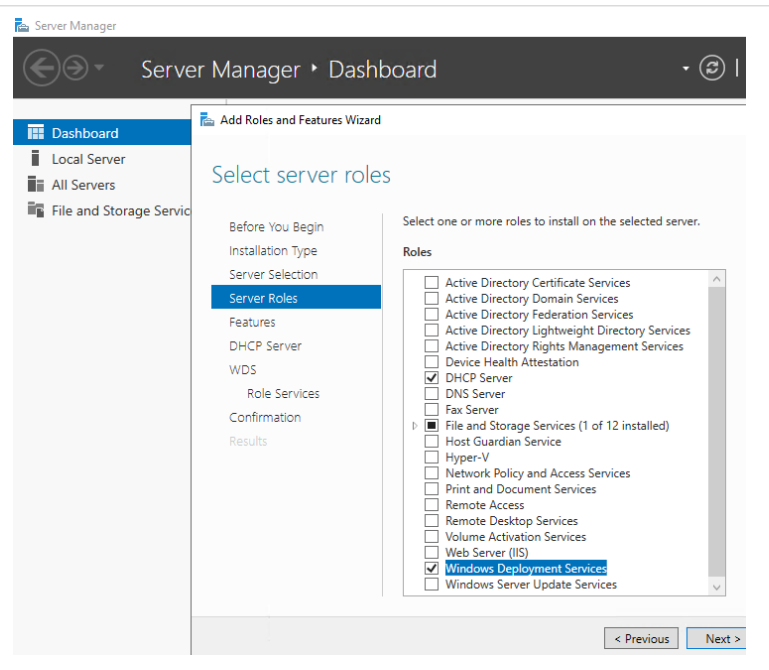 Server Manager
Server Manager ‣ Dashboard
Add Roles and Features Wizard
Dashboard
Local Server
All Servers
File and Storage Servic
Select server roles
Before You Begin
Installation Type
Server Selection
Server Roles
Features
DHCP Server
WDS
Role Services
Confirmation
Results
Select one or more roles to install on the selected server.
Roles
Active Directory Certificate Services
Active Directory Domain Services
Active Directory Federation Services
Active Directory Lightweight Directory Services
Active Directory Rights Management Services
Device Health Attestation
DHCP Server
DNS Server
Fax Server
File and Storage Services (1 of 12 installed)
Host Guardian Service
Hyper-V
Network Policy and Access Services
Print and Document Services
Remote Access
Remote Desktop Services
Volume Activation Services
Web Server (IIS)
Windows Deployment Services
Windows Server Update Services
< Previous
Next >